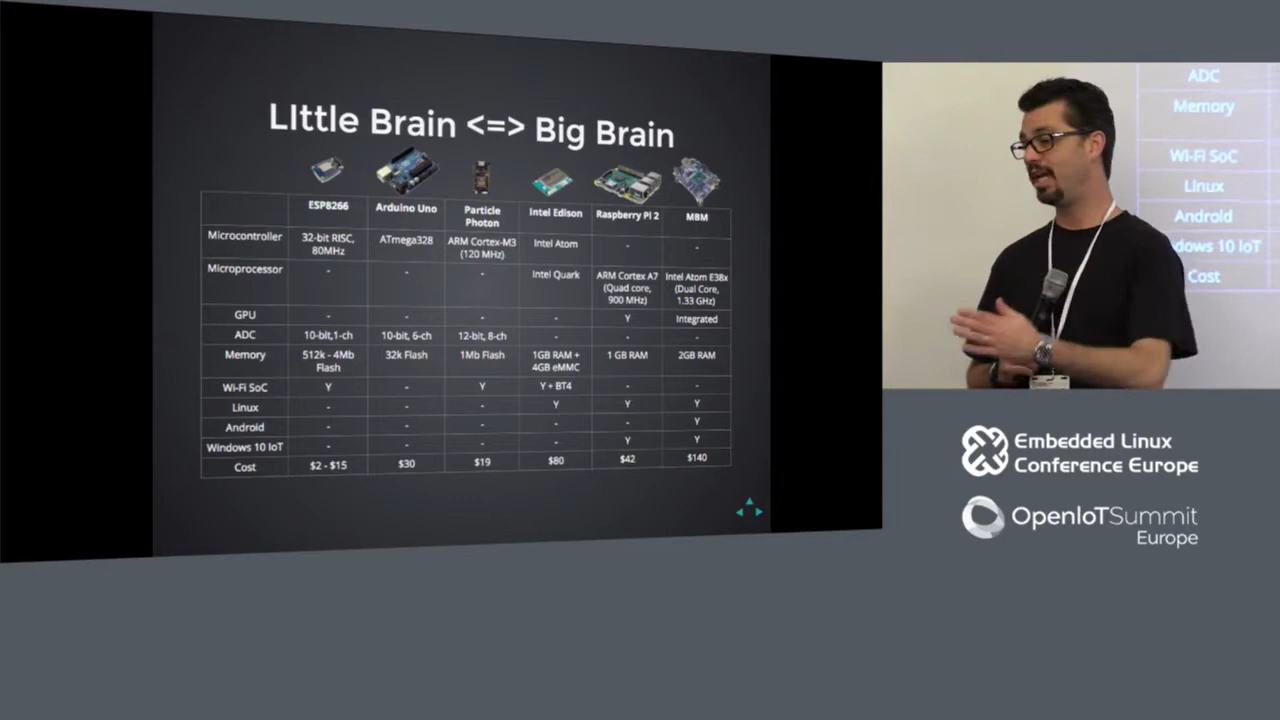 LIttle Brain <=> Big Brain
ESP8266 Arduino Uno Particle Photon Intel Edison Raspberry Pi 2 MBM
Microcontroller 32-bit RISC, 80MHz ATmega328 ARM Cortex-M3 (120 MHz) Intel Atom - -
Microprocessor - - - Intel Quark ARM Cortex A7 (Quad core, 900 MHz) Intel Atom E38x (Dual Core, 1.33 GHz)
GPU - - - - Y Integrated
ADC 10-bit,1-ch 10-bit, 6-ch 12-bit, 8-ch - - -
Memory 512k - 4Mb Flash 32k Flash 1Mb Flash 1GB RAM + 4GB eMMC 1 GB RAM 2GB RAM
Wi-Fi SoC Y - Y Y + BT4 - -
Linux - - - Y Y Y
Android - - - - - Y
Windows 10 IoT - - - - Y Y
Cost $2 - $15 $30 $19 $80 $42 $140
ADC
Memory
Wi-Fi SoC
Linux
Android
dows 10 IoT
Cost
Embedded Linux
Conference Europe
OpenIoTSummit
Europe